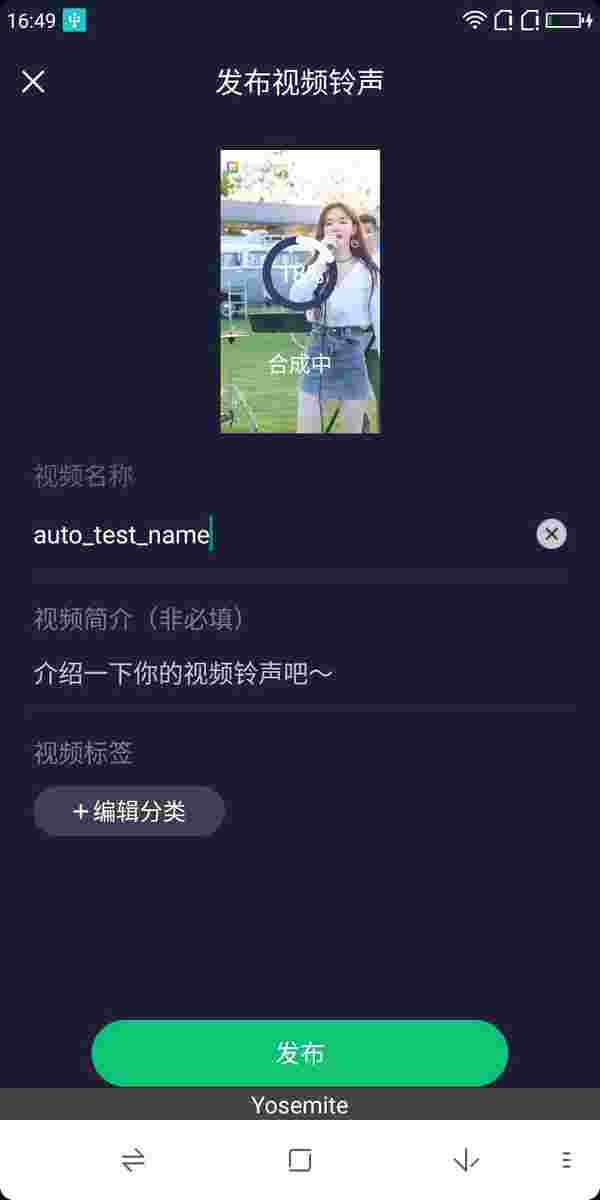 16:49
发布视频铃声
合成中
视频名称
auto_test_name
视频简介（非必填）
介绍一下你的视频铃声吧～
视频标签
+编辑分类
发布
Yosemite